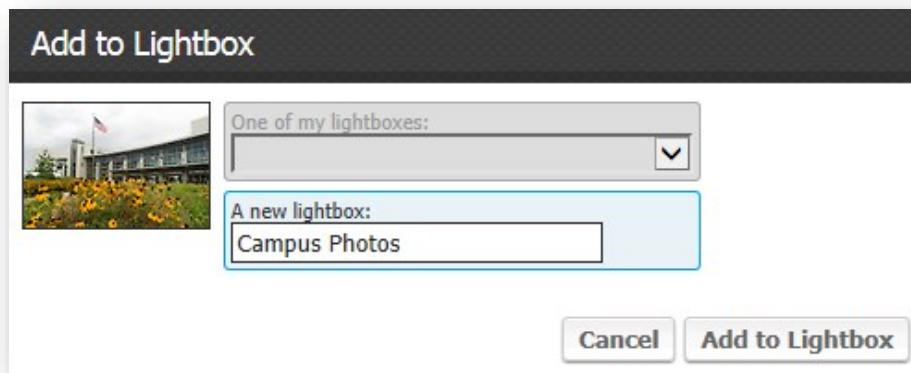 Add to Lightbox
One of my lightboxes:
A new lightbox:
Campus Photos
Cancel
Add to Lightbox